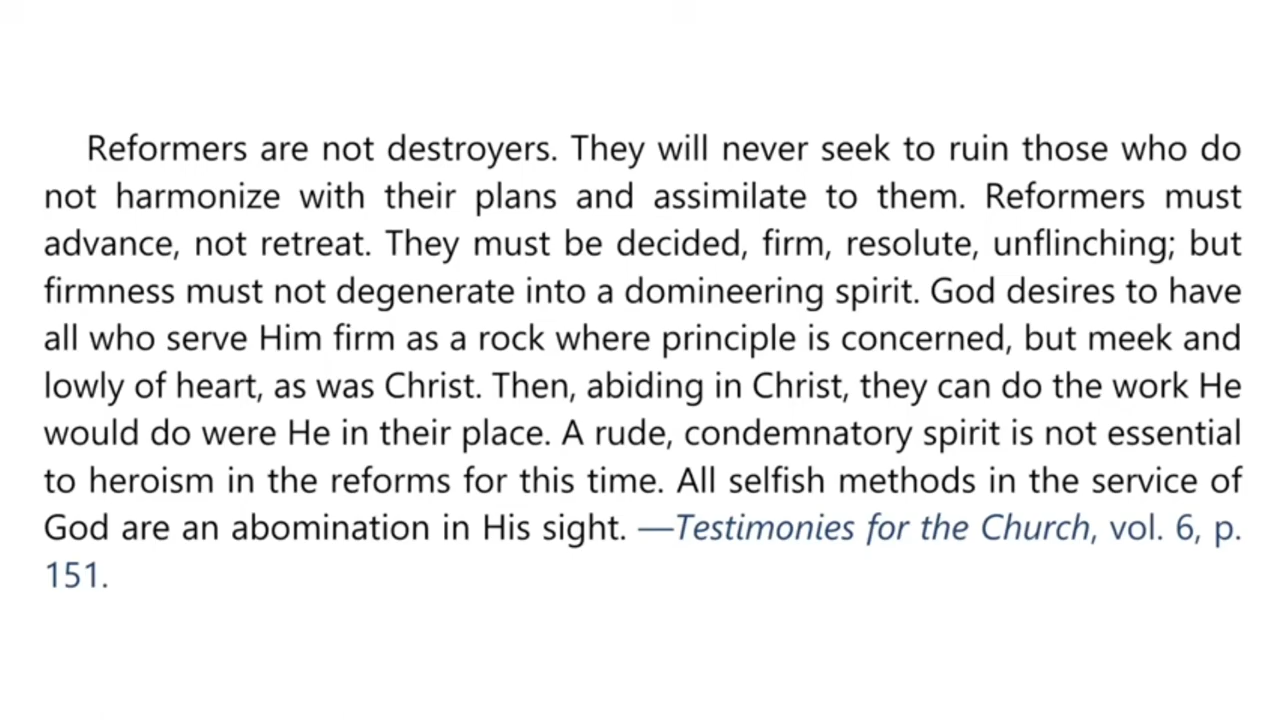 Reformers are not destroyers. They will never seek to ruin those who do
not harmonize with their plans and assimilate to them. Reformers must
advance, not retreat. They must be decided, firm, resolute, unflinching; but
firmness must not degenerate into a domineering spirit. God desires to have
all who serve Him firm as a rock where principle is concerned, but meek and
lowly of heart, as was Christ. Then, abiding in Christ, they can do the work He
would do were He in their place. A rude, condemnatory spirit is not essential
to heroism in the reforms for this time. All selfish methods in the service of
God are an abomination in His sight. —Testimonies for the Church, vol. 6, p.
151.